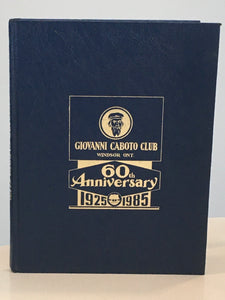 GIOVANNI CABOTO CLUB
WINDSOR ONT.
60th
Anniversary
1925 1985